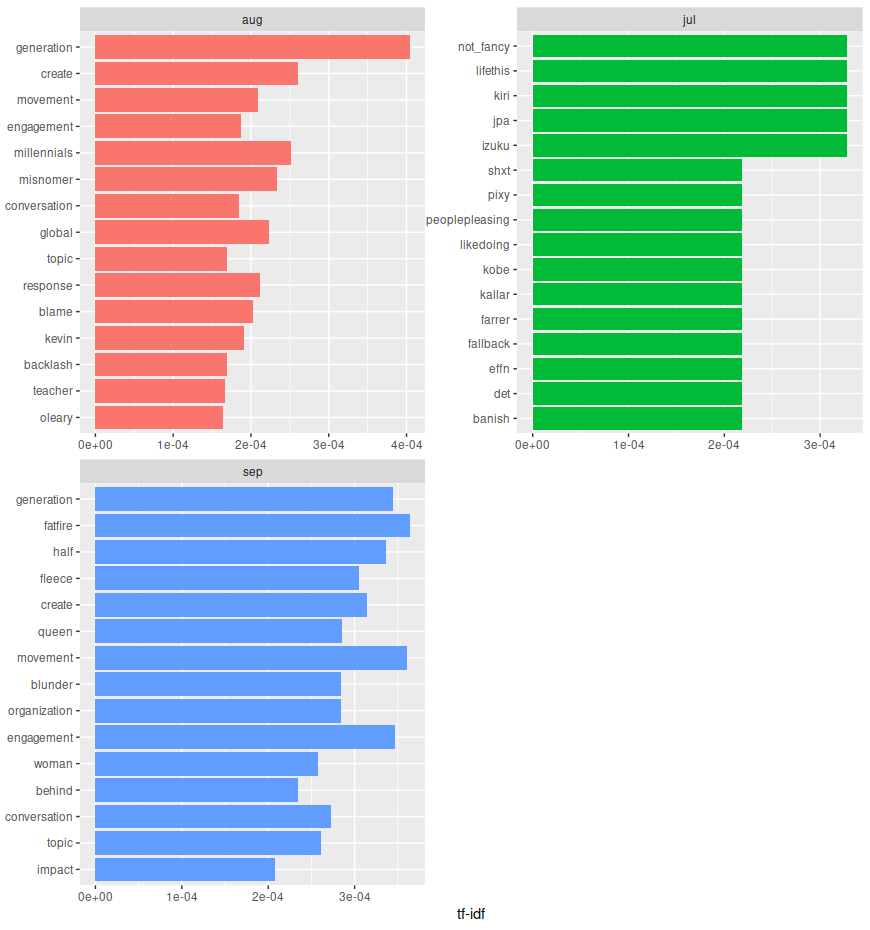 aug
generation
create
movement
engagement
millennials
misnomer
conversation
global
topic
response
blame
kevin
backlash
teacher
oleary
0e+00 1e-04 2e-04 3e-04 4e-04
jul
not_fancy
lifethis
kiri
jpa
izuku
shxt
pixy
peoplepleasing
likedoing
kobe
kallar
farrer
fallback
effn
det
banish
0e+00 1e-04 2e-04 3e-04
sep
generation
fatfire
half
fleece
create
queen
movement
blunder
organization
engagement
woman
behind
conversation
topic
impact
0e+00 1e-04 2e-04 3e-04
tf-idf